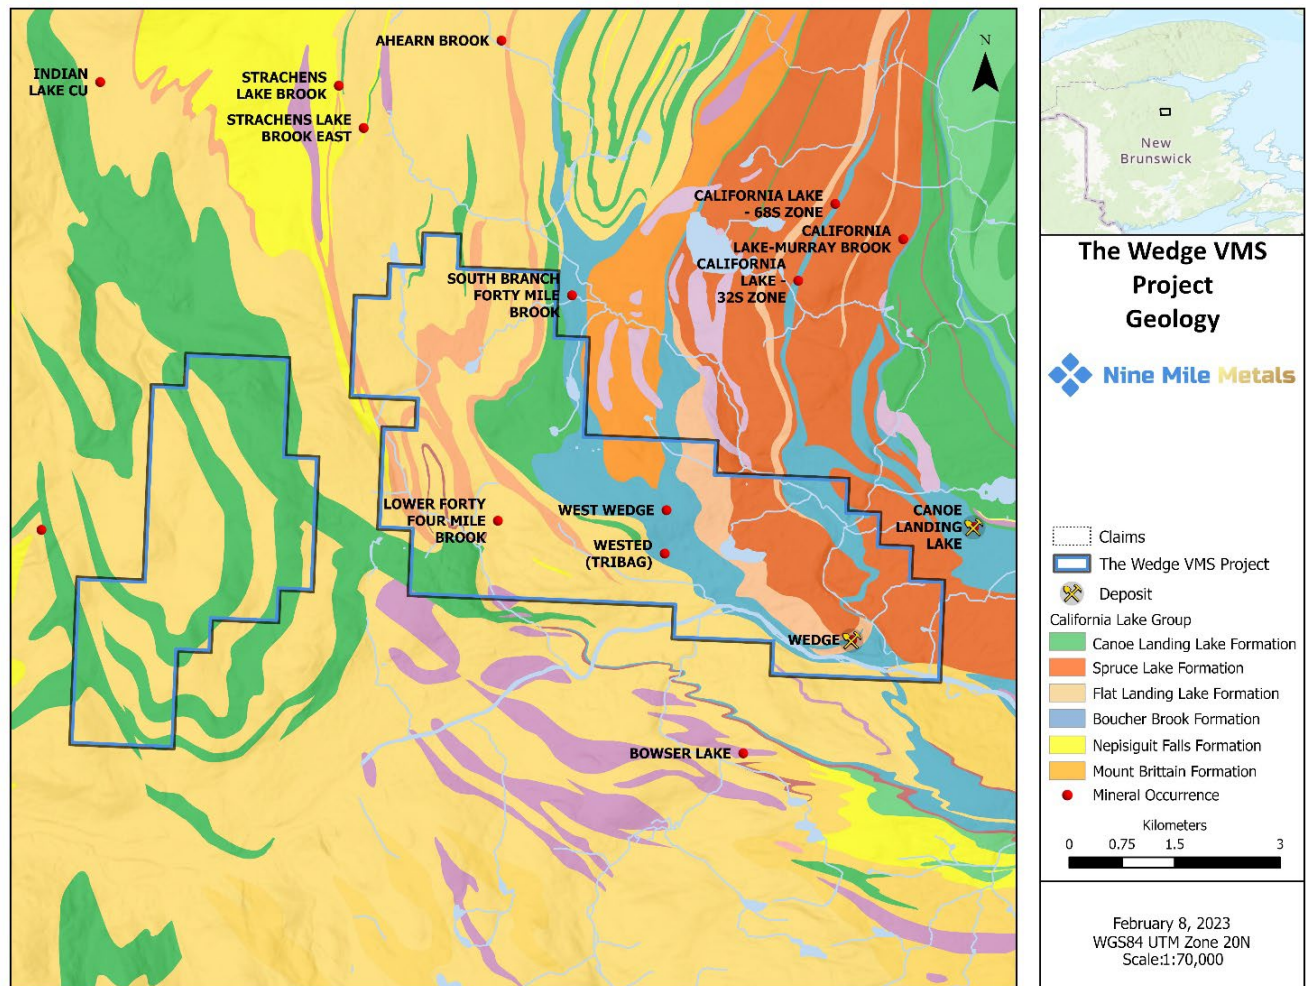 AHEARN BROOK
INDIAN
LAKE CU
STRACHENS
LAKE BROOK
STRACHENS LAKE
BROOK EAST
CALIFORNIA LAKE
- 68S ZONE
CALIFORNIA
LAKE-MURRAY BROOK
CALIFORNIA
LAKE -
32S ZONE
SOUTH BRANCH
FORTY MILE
BROOK
LOWER FORTY
FOUR MILE
BROOK
WEST WEDGE
WESTED
(TRIBAG)
CANOE
LANDING
LAKE
WEDGE
BOWSER LAKE
N
New
Brunswick
The Wedge VMS
Project
Geology
Nine Mile Metals
Claims
The Wedge VMS Project
Deposit
California Lake Group
Canoe Landing Lake Formation
Spruce Lake Formation
Flat Landing Lake Formation
Boucher Brook Formation
Nepisiguit Falls Formation
Mount Brittain Formation
Mineral Occurrence
Kilometers
0 0.75 1.5 3
February 8, 2023
WGS84 UTM Zone 20N
Scale:1:70,000